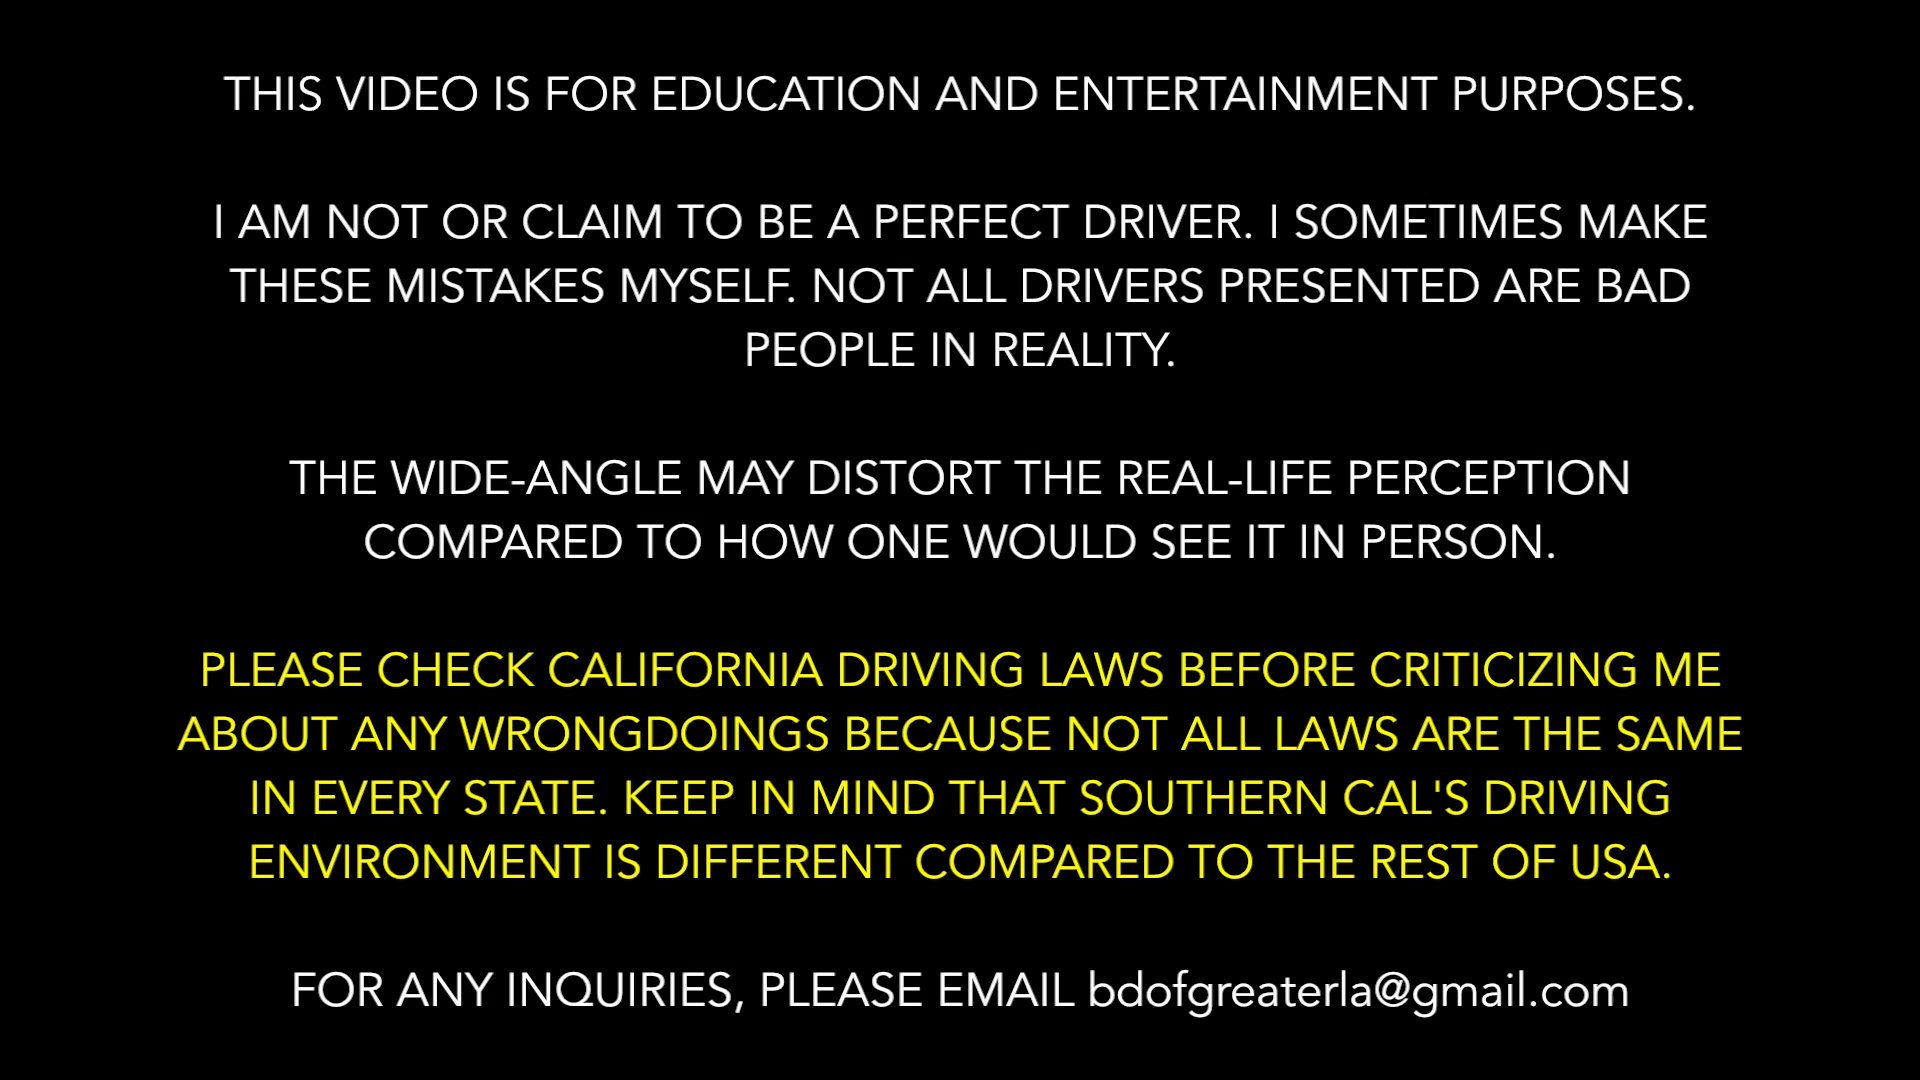 THIS VIDEO IS FOR EDUCATION AND ENTERTAINMENT PURPOSES.
I AM NOT OR CLAIM TO BE A PERFECT DRIVER. I SOMETIMES MAKE
THESE MISTAKES MYSELF. NOT ALL DRIVERS PRESENTED ARE BAD
PEOPLE IN REALITY.
THE WIDE-ANGLE MAY DISTORT THE REAL-LIFE PERCEPTION
COMPARED TO HOW ONE WOULD SEE IT IN PERSON.
PLEASE CHECK CALIFORNIA DRIVING LAWS BEFORE CRITICIZING ME
ABOUT ANY WRONGDOINGS BECAUSE NOT ALL LAWS ARE THE SAME
IN EVERY STATE. KEEP IN MIND THAT SOUTHERN CAL'S DRIVING
ENVIRONMENT IS DIFFERENT COMPARED TO THE REST OF USA.
FOR ANY INQUIRIES, PLEASE EMAIL bdofgreaterla@gmail.com